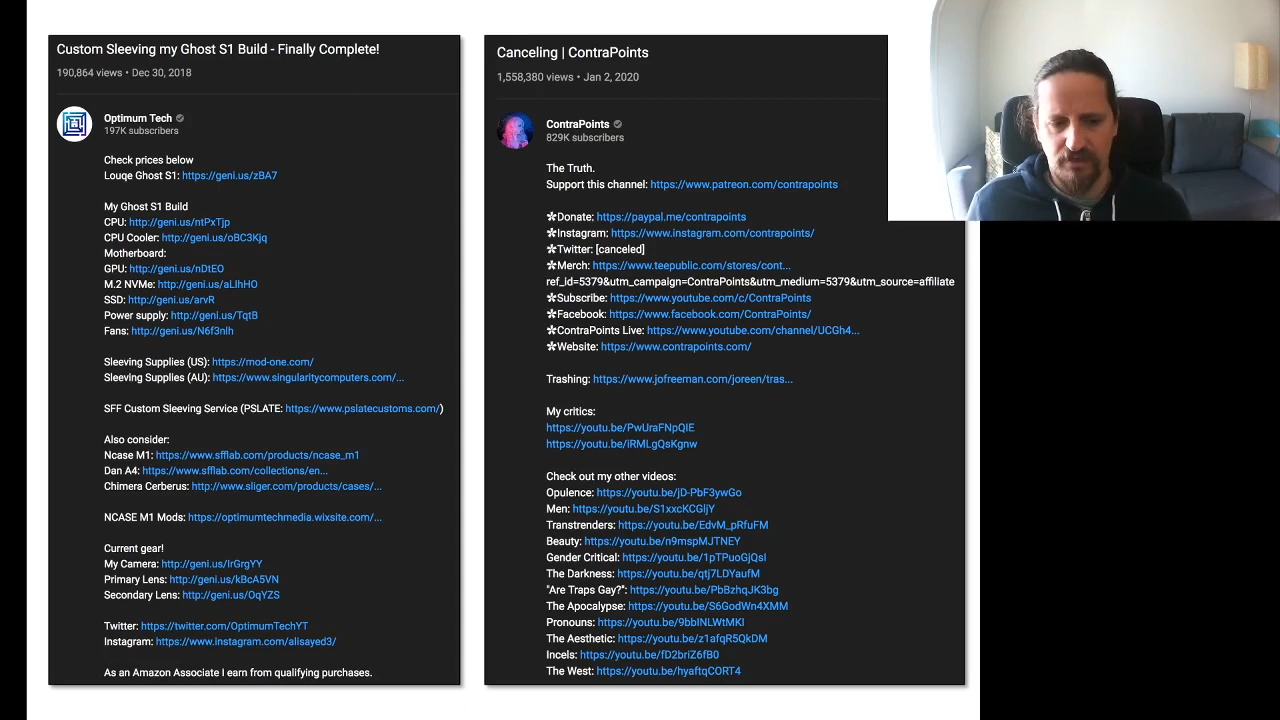 Custom Sleeving my Ghost S1 Build - Finally Complete!
190,864 views • Dec 30, 2018
Optimum Tech
197K subscribers
Check prices below
Louqe Ghost S1: https://geni.us/zBA7
My Ghost S1 Build
CPU: http://geni.us/ntPxTjp
CPU Cooler: http://geni.us/oBC3Kjq
Motherboard:
GPU: http://geni.us/nDtEO
M.2 NVMe: http://geni.us/aLIhHO
SSD: http://geni.us/arvR
Power supply: http://geni.us/TqtB
Fans: http://geni.us/N6f3nlh
Sleeving Supplies (US): https://mod-one.com/
Sleeving Supplies (AU): https://www.singularitycomputers.com/...
SFF Custom Sleeving Service (PSLATE: https://www.pslatecustoms.com/)
Also consider:
Ncase M1: https://www.sfflab.com/products/ncase_m1
Dan A4: https://www.sfflab.com/collections/en...
Chimera Cerberus: http://www.sliger.com/products/cases/...
NCASE M1 Mods: https://optimumtechmedia.wixsite.com/...
Current gear!
My Camera: http://geni.us/IrGrgYY
Primary Lens: http://geni.us/kBcA5VN
Secondary Lens: http://geni.us/OqYZS
Twitter: https://twitter.com/OptimumTechYT
Instagram: https://www.instagram.com/alisayed3/
As an Amazon Associate I earn from qualifying purchases.
Canceling | ContraPoints
1,558,380 views • Jan 2, 2020
ContraPoints
829K subscribers
The Truth.
Support this channel: https://www.patreon.com/contrapoints
✲Donate: https://paypal.me/contrapoints
✲Instagram: https://www.instagram.com/contrapoints/
✲Twitter: [canceled]
✲Merch: https://www.teepublic.com/stores/cont...
ref_id=5379&utm_campaign=ContraPoints&utm_medium=5379&utm_source=affiliate
✲Subscribe: https://www.youtube.com/c/ContraPoints
✲Facebook: https://www.facebook.com/ContraPoints/
✲ContraPoints Live: https://www.youtube.com/channel/UCGh4...
✲Website: https://www.contrapoints.com/
Trashing: https://www.jofreeman.com/joreen/tras...
My critics:
https://youtu.be/PwUraFNpQIE
https://youtu.be/iRMLgQsKgnw
Check out my other videos:
Opulence: https://youtu.be/jD-PbF3ywGo
Men: https://youtu.be/S1xxcKCGljY
Transtrenders: https://youtu.be/EdvM_pRfuFM
Beauty: https://youtu.be/n9mspMJTNEY
Gender Critical: https://youtu.be/1pTPuoGjQsI
The Darkness: https://youtu.be/qtj7LDYaufM
"Are Traps Gay?": https://youtu.be/PbBzhqJK3bg
The Apocalypse: https://youtu.be/S6GodWn4XMM
Pronouns: https://youtu.be/9bbINLWtMKI
The Aesthetic: https://youtu.be/z1afqR5QkDM
Incels: https://youtu.be/fD2briZ6fB0
The West: https://youtu.be/hyaftqCORT4